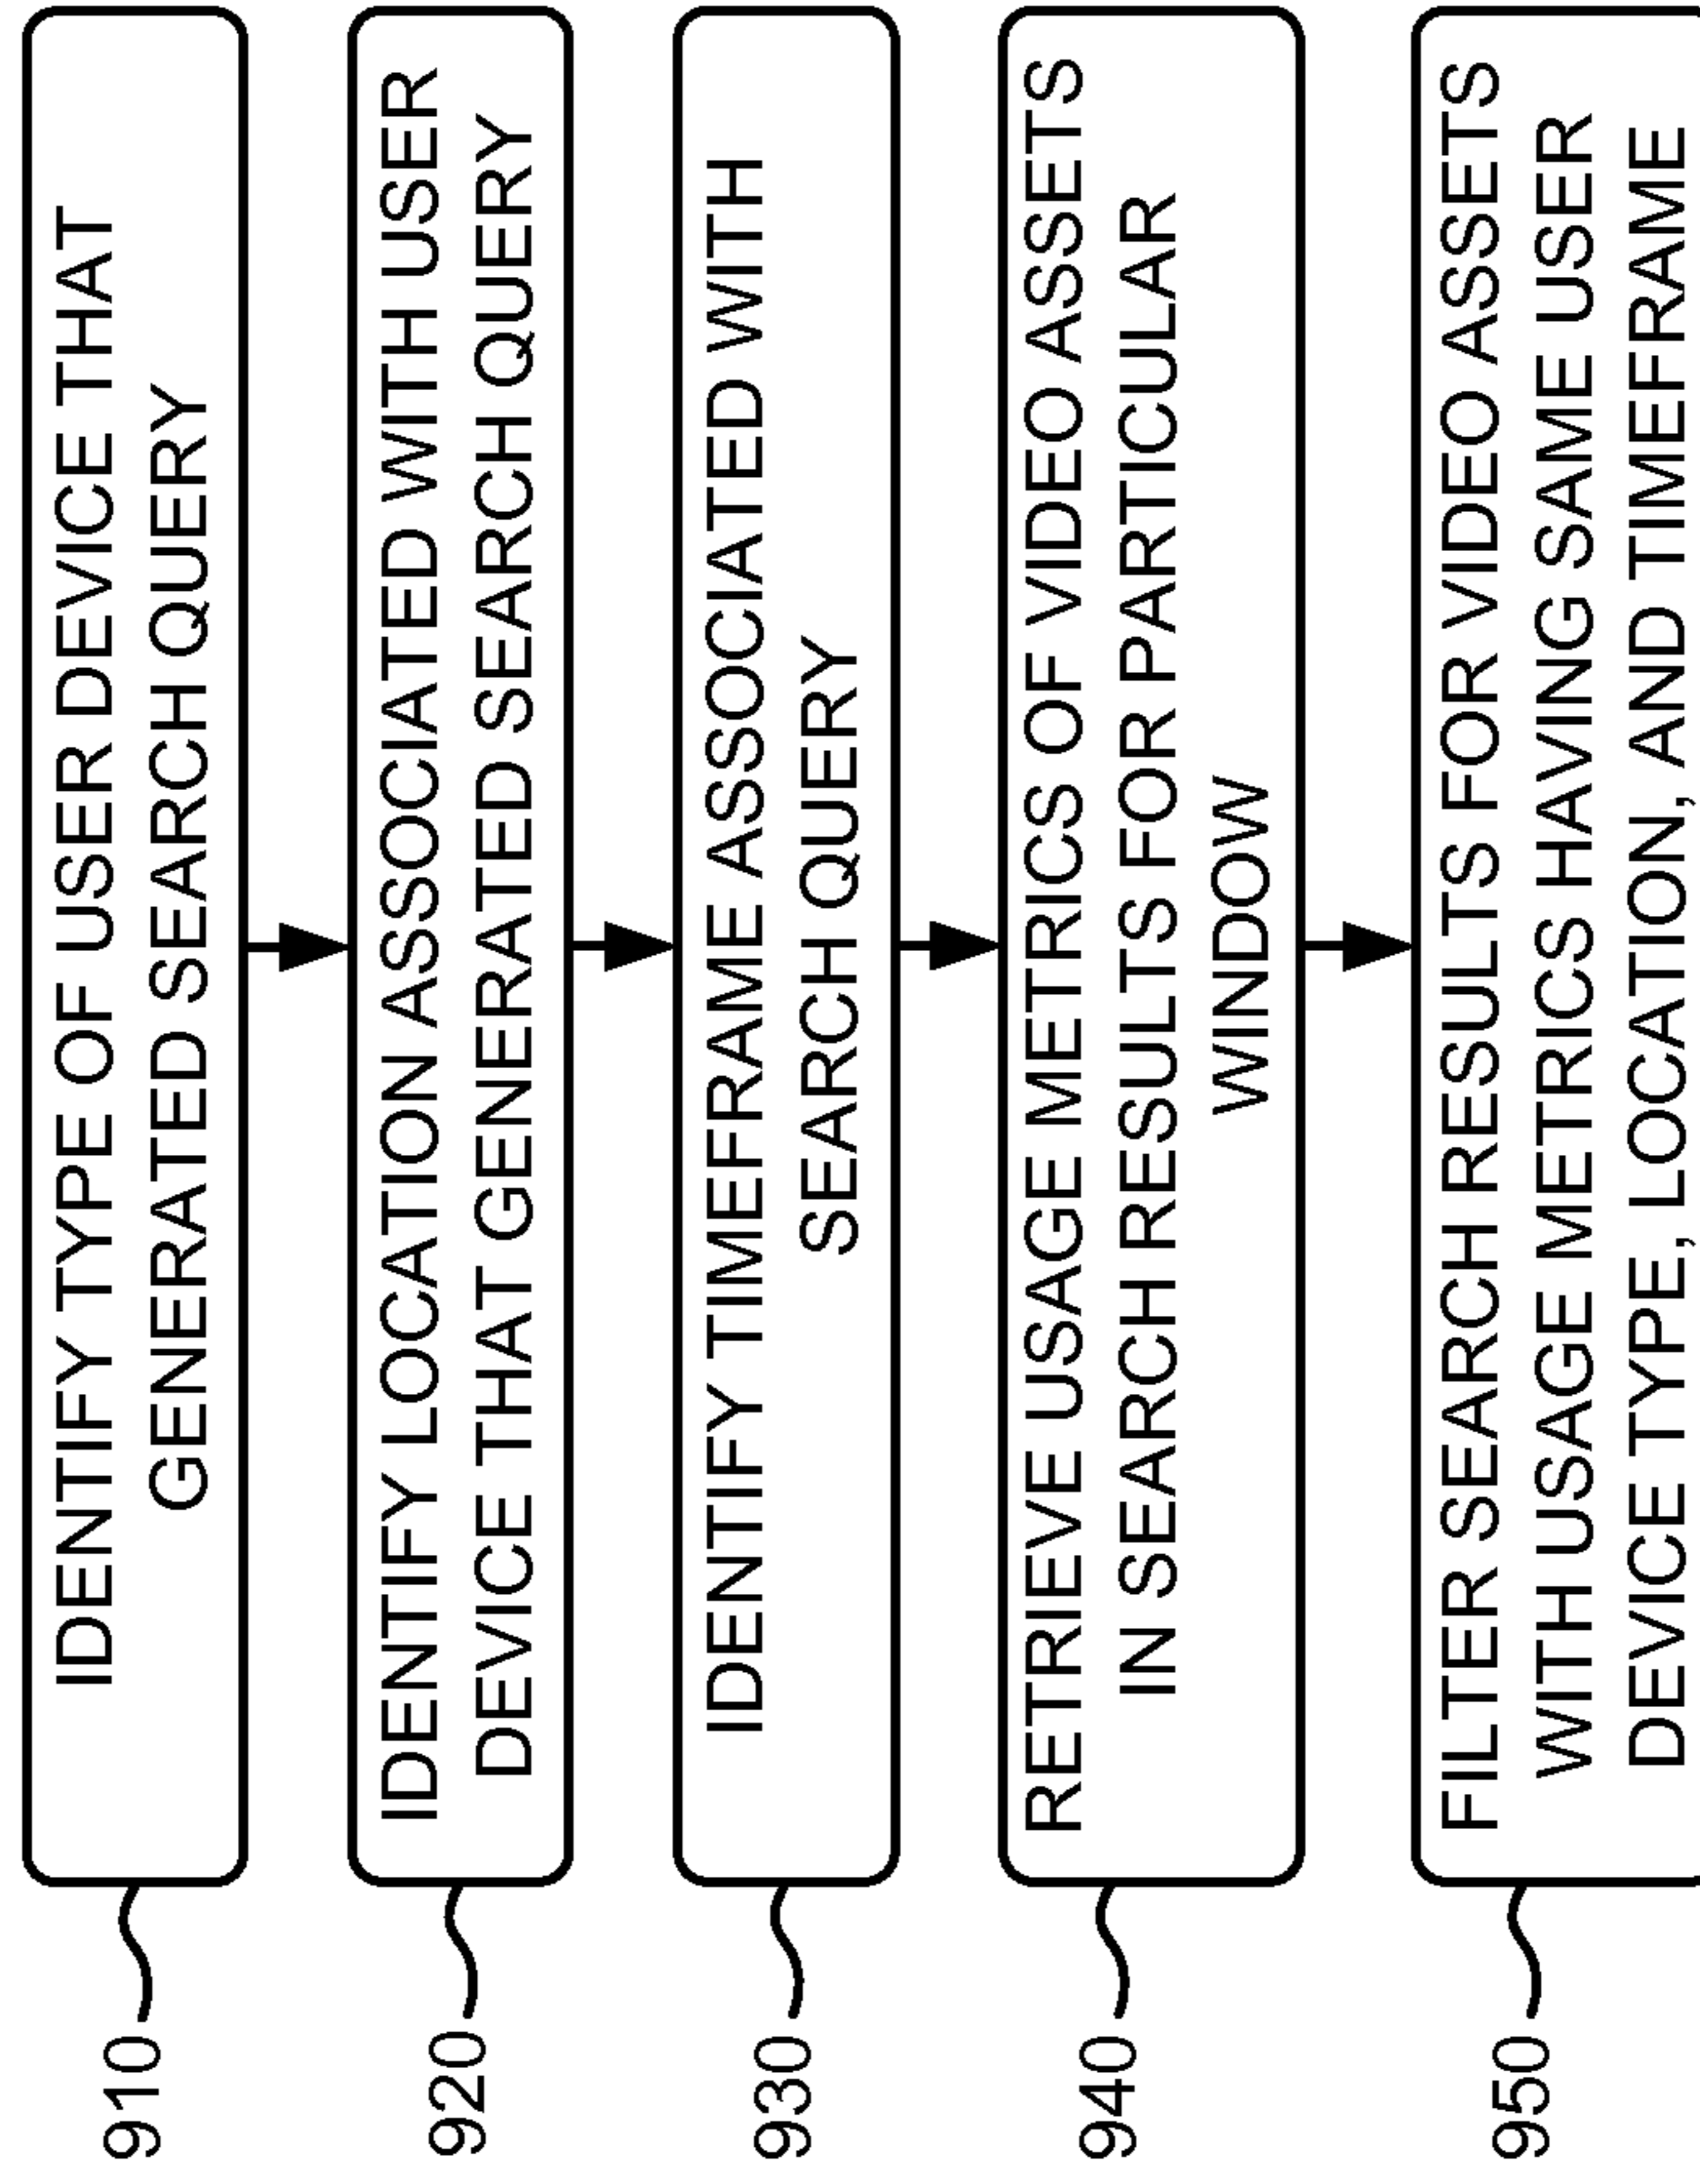 910
IDENTIFY TYPE OF USER DEVICE THAT
GENERATED SEARCH QUERY
920
IDENTIFY LOCATION ASSOCIATED WITH USER
DEVICE THAT GENERATED SEARCH QUERY
930
IDENTIFY TIMEFRAME ASSOCIATED WITH
SEARCH QUERY
940
RETRIEVE USAGE METRICS OF VIDEO ASSETS
IN SEARCH RESULTS FOR PARTICULAR
WINDOW
950
FILTER SEARCH RESULTS FOR VIDEO ASSETS
WITH USAGE METRICS HAVING SAME USER
DEVICE TYPE, LOCATION, AND TIMEFRAME